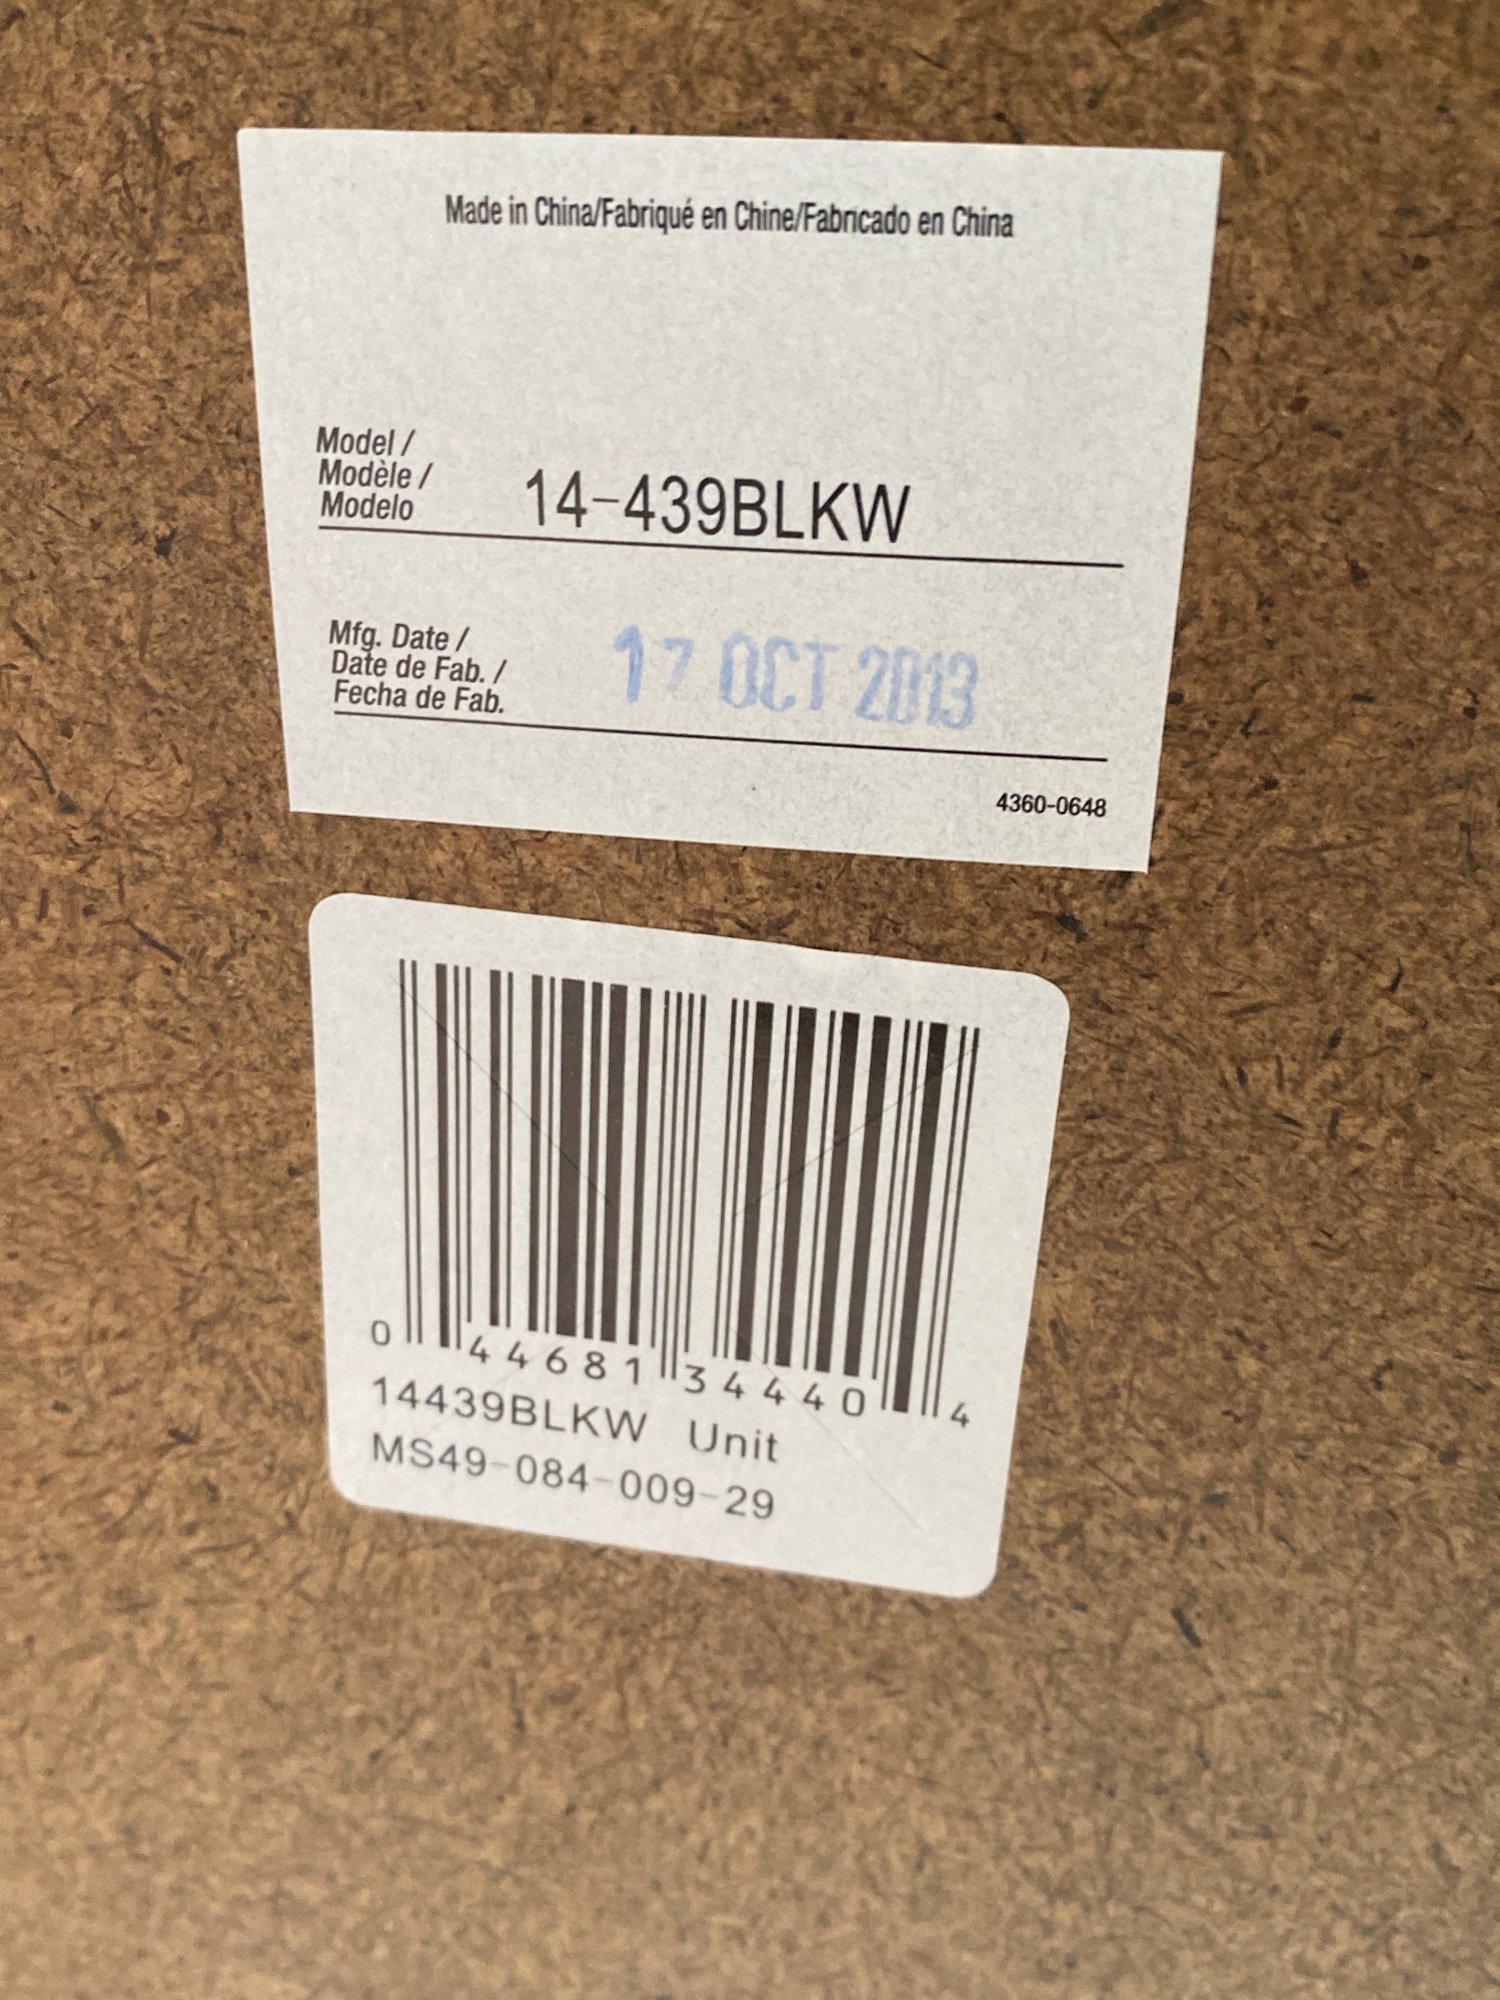 Made in China/Fabriqué en Chine/Fabricado en China
Model /
Modèle /
Modelo
14-439BLKW
Mfg. Date /
Date de Fab. /
Fecha de Fab.
17 OCT 2013
4360-0648
0 44681 34440 4
14439BLKW Unit
MS49-084-009-29